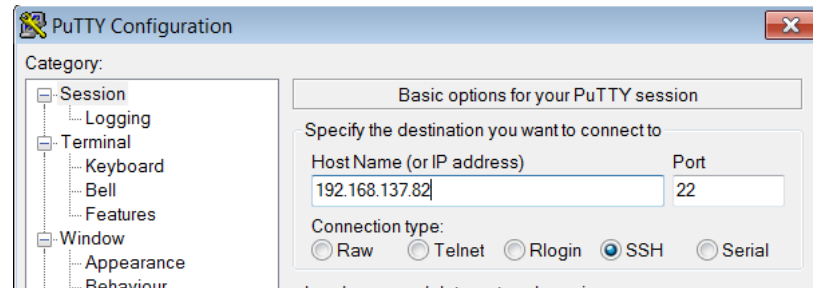 PuTTY Configuration
Category:
Session
Logging
Terminal
Keyboard
Bell
Features
Window
Appearance
Behaviour
Basic options for your PuTTY session
Specify the destination you want to connect to
Host Name (or IP address) Port
192.168.137.82 22
Connection type:
Raw Telnet Rlogin SSH Serial